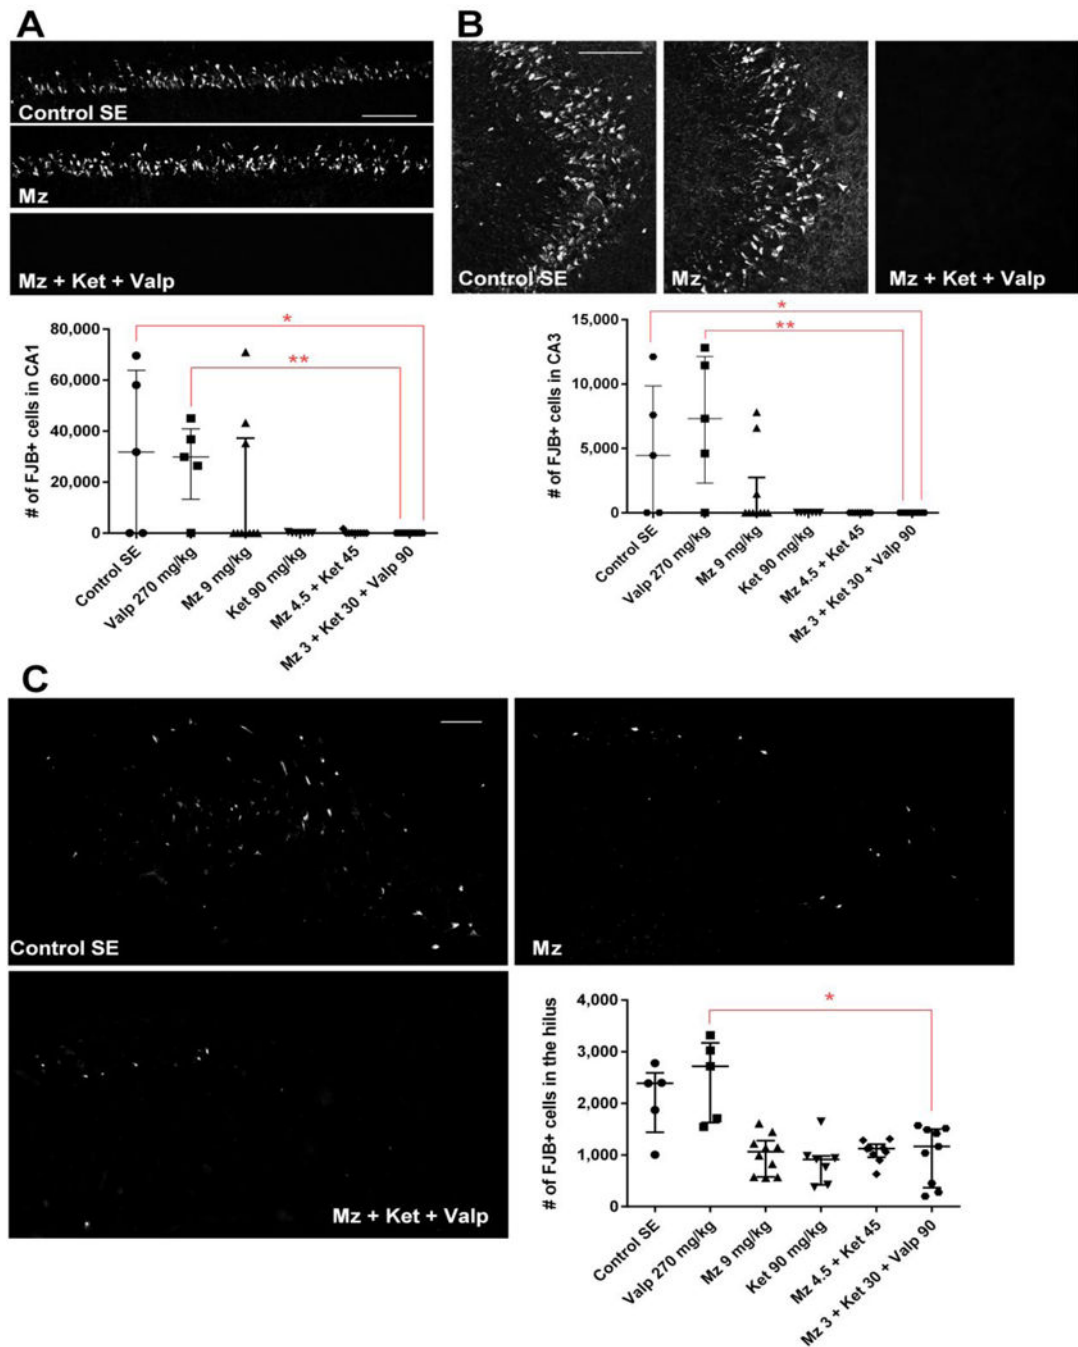 A
Control SE
Mz
Mz + Ket + Valp
80,000
60,000
40,000
20,000
0
# of FJB+ cells in CA1
*
**
Control SE
Valp 270 mg/kg
Mz 9 mg/kg
Ket 90 mg/kg
Mz 4.5 + Ket 45
Mz 3 + Ket 30 + Valp 90
B
Control SE
Mz
Mz + Ket + Valp
15,000
10,000
5,000
0
# of FJB+ cells in CA3
*
**
Control SE
Valp 270 mg/kg
Mz 9 mg/kg
Ket 90 mg/kg
Mz 4.5 + Ket 45
Mz 3 + Ket 30 + Valp 90
C
Control SE
Mz
Mz + Ket + Valp
4,000
3,000
2,000
1,000
0
# of FJB+ cells in the hilus
*
Control SE
Valp 270 mg/kg
Mz 9 mg/kg
Ket 90 mg/kg
Mz 4.5 + Ket 45
Mz 3 + Ket 30 + Valp 90